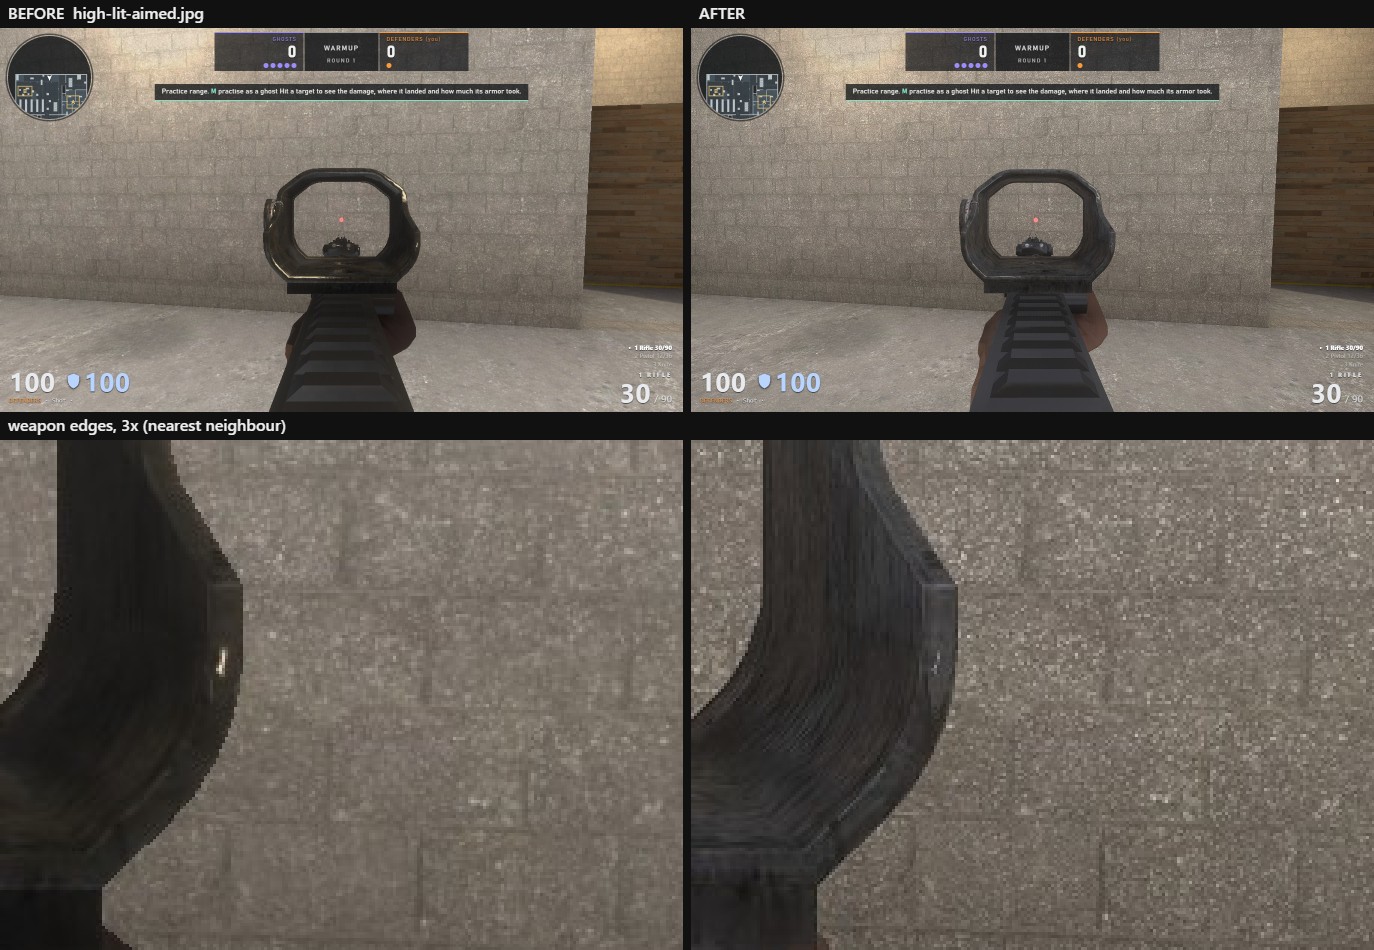 BEFORE high-lit-aimed.jpg
AFTER
GHOSTS
0
WARMUP
ROUND 1
DEFENDERS (you)
0
GHOSTS
0
WARMUP
ROUND 1
DEFENDERS (you)
0
Practice range. M practise as a ghost Hit a target to see the damage, where it landed and how much its armor took.
Practice range. M practise as a ghost Hit a target to see the damage, where it landed and how much its armor took.
1 Rifle 30/90
1 RIFLE
100 100
30 / 90
1 Rifle 30/90
1 RIFLE
100 100
30 / 90
weapon edges, 3x (nearest neighbour)